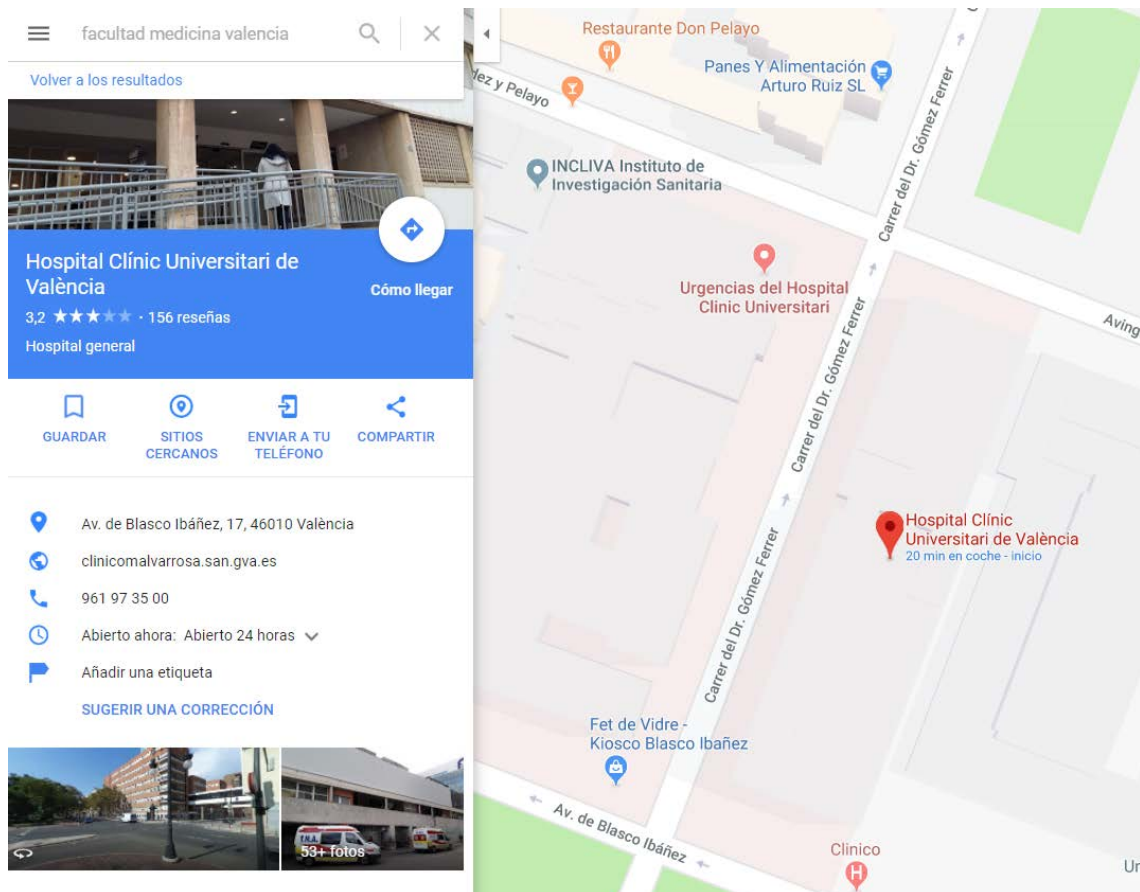 facultad medicina valencia
Volver a los resultados
Hospital Clínic Universitari de
València
Cómo llegar
3,2
· 156 reseñas
Hospital general
GUARDAR
SITIOS
CERCANOS
ENVIAR A TU
TELÉFONO
COMPARTIR
Av. de Blasco Ibáñez, 17, 46010 València
clinicomalvarrosa.san.gva.es
961 97 35 00
Abierto ahora: Abierto 24 horas
Añadir una etiqueta
SUGERIR UNA CORRECCIÓN
53+ fotos
Restaurante Don Pelayo
Panes Y Alimentación
Arturo Ruiz SL
dez y Pelayo
INCLIVA Instituto de
Investigación Sanitaria
Carrer del Dr. Gómez Ferrer
Urgencias del Hospital
Clinic Universitari
Carrer del Dr. Gómez Ferrer
Aving
Hospital Clínic
Universitari de València
20 min en coche - inicio
Carrer del Dr. Gómez Ferrer
Fet de Vidre -
Kiosco Blasco Ibañez
Av. de Blasco Ibáñez
Clinico
H
Ur